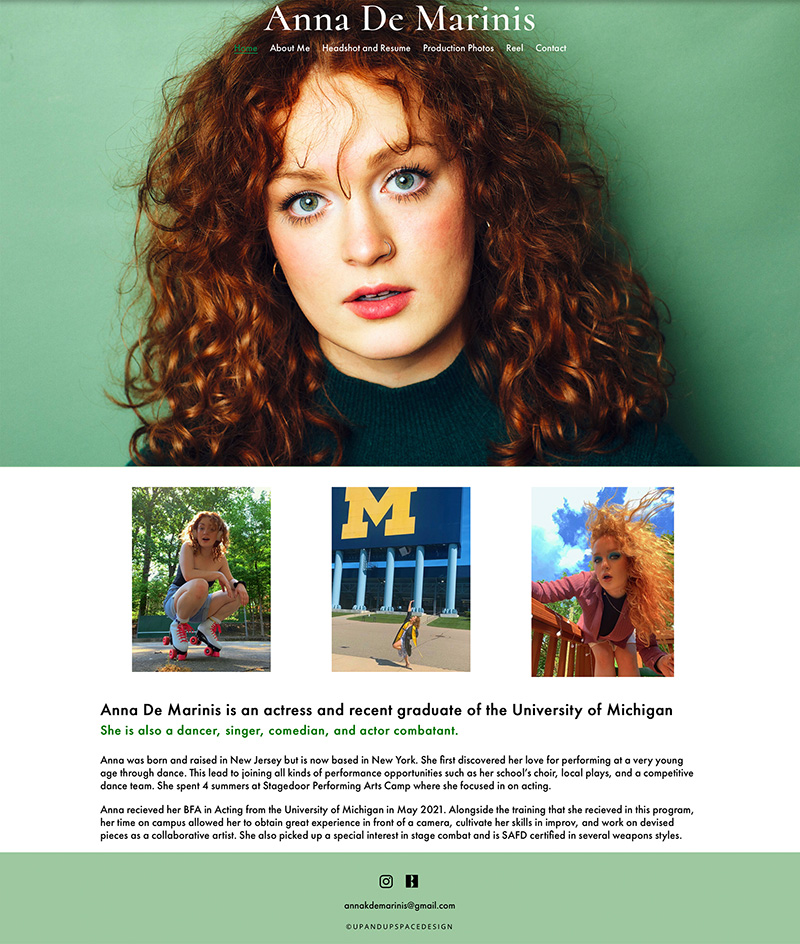 Anna De Marinis
Home About Me Headshot and Resume Production Photos Reel Contact
M
Anna De Marinis is an actress and recent graduate of the University of Michigan
She is also a dancer, singer, comedian, and actor combatant.
Anna was born and raised in New Jersey but is now based in New York. She first discovered her love for performing at a very young
age through dance. This lead to joining all kinds of performance opportunities such as her school’s choir, local plays, and a competitive
dance team. She spent 4 summers at Stagedoor Performing Arts Camp where she focused in on acting.
Anna recieved her BFA in Acting from the University of Michigan in May 2021. Alongside the training that she recieved in this program,
her time on campus allowed her to obtain great experience in front of a camera, cultivate her skills in improv, and work on devised
pieces as a collaborative artist. She also picked up a special interest in stage combat and is SAFD certified in several weapons styles.
annakdemarinis@gmail.com
©UPANDUPSPACEDESIGN